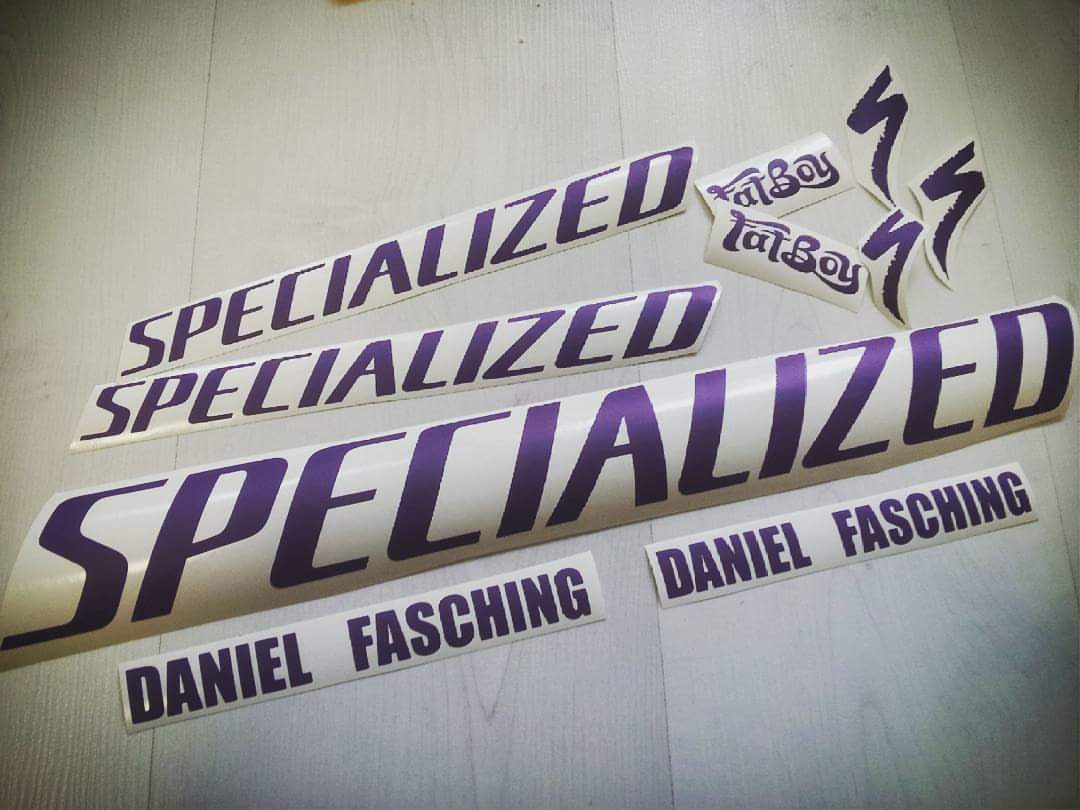 SPECIALIZED
FatBoy
FatBoy
SPECIALIZED
SPECIALIZED
DANIEL FASCHING
DANIEL FASCHING